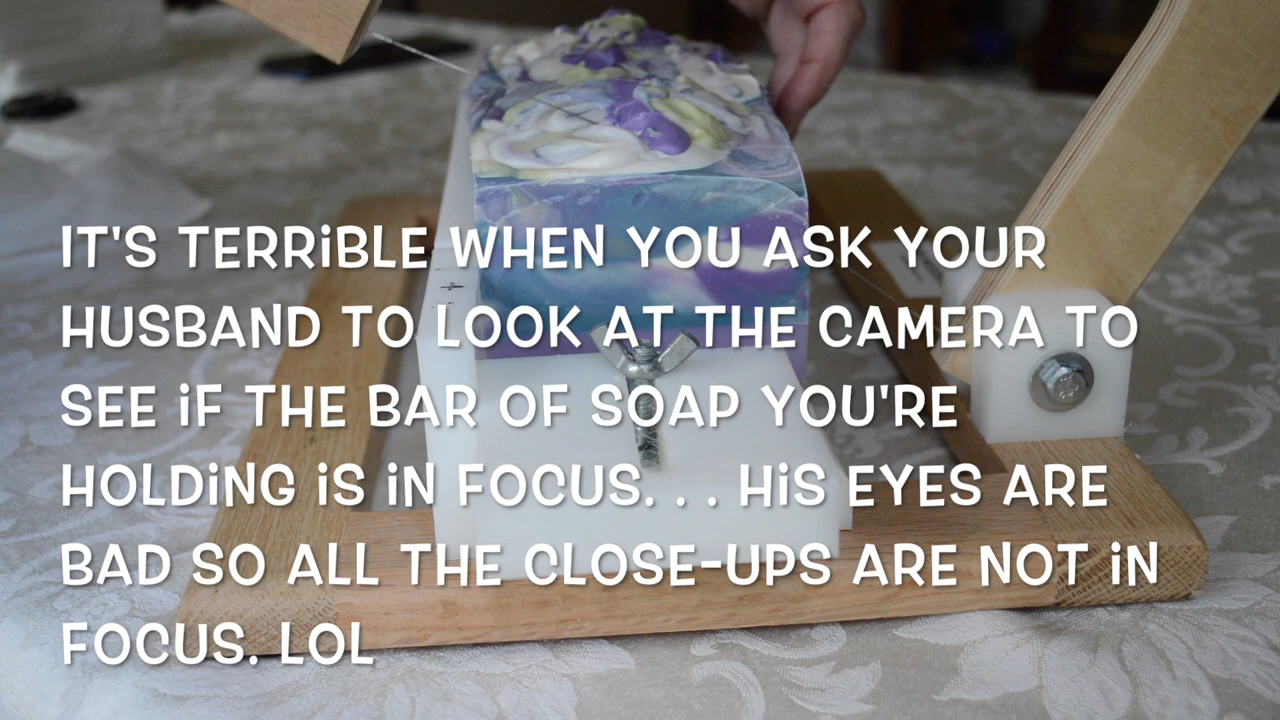 IT'S TERRiBLE WHEN YOU ASK YOUR
HUSBAND TO LOOK AT THE CAMERA TO
SEE iF THE BAR OF SOAP YOU'RE
HOLDiNG iS iN FOCUS. . . HiS EYES ARE
BAD SO ALL THE CLOSE-UPS ARE NOT iN
FOCUS. LOL